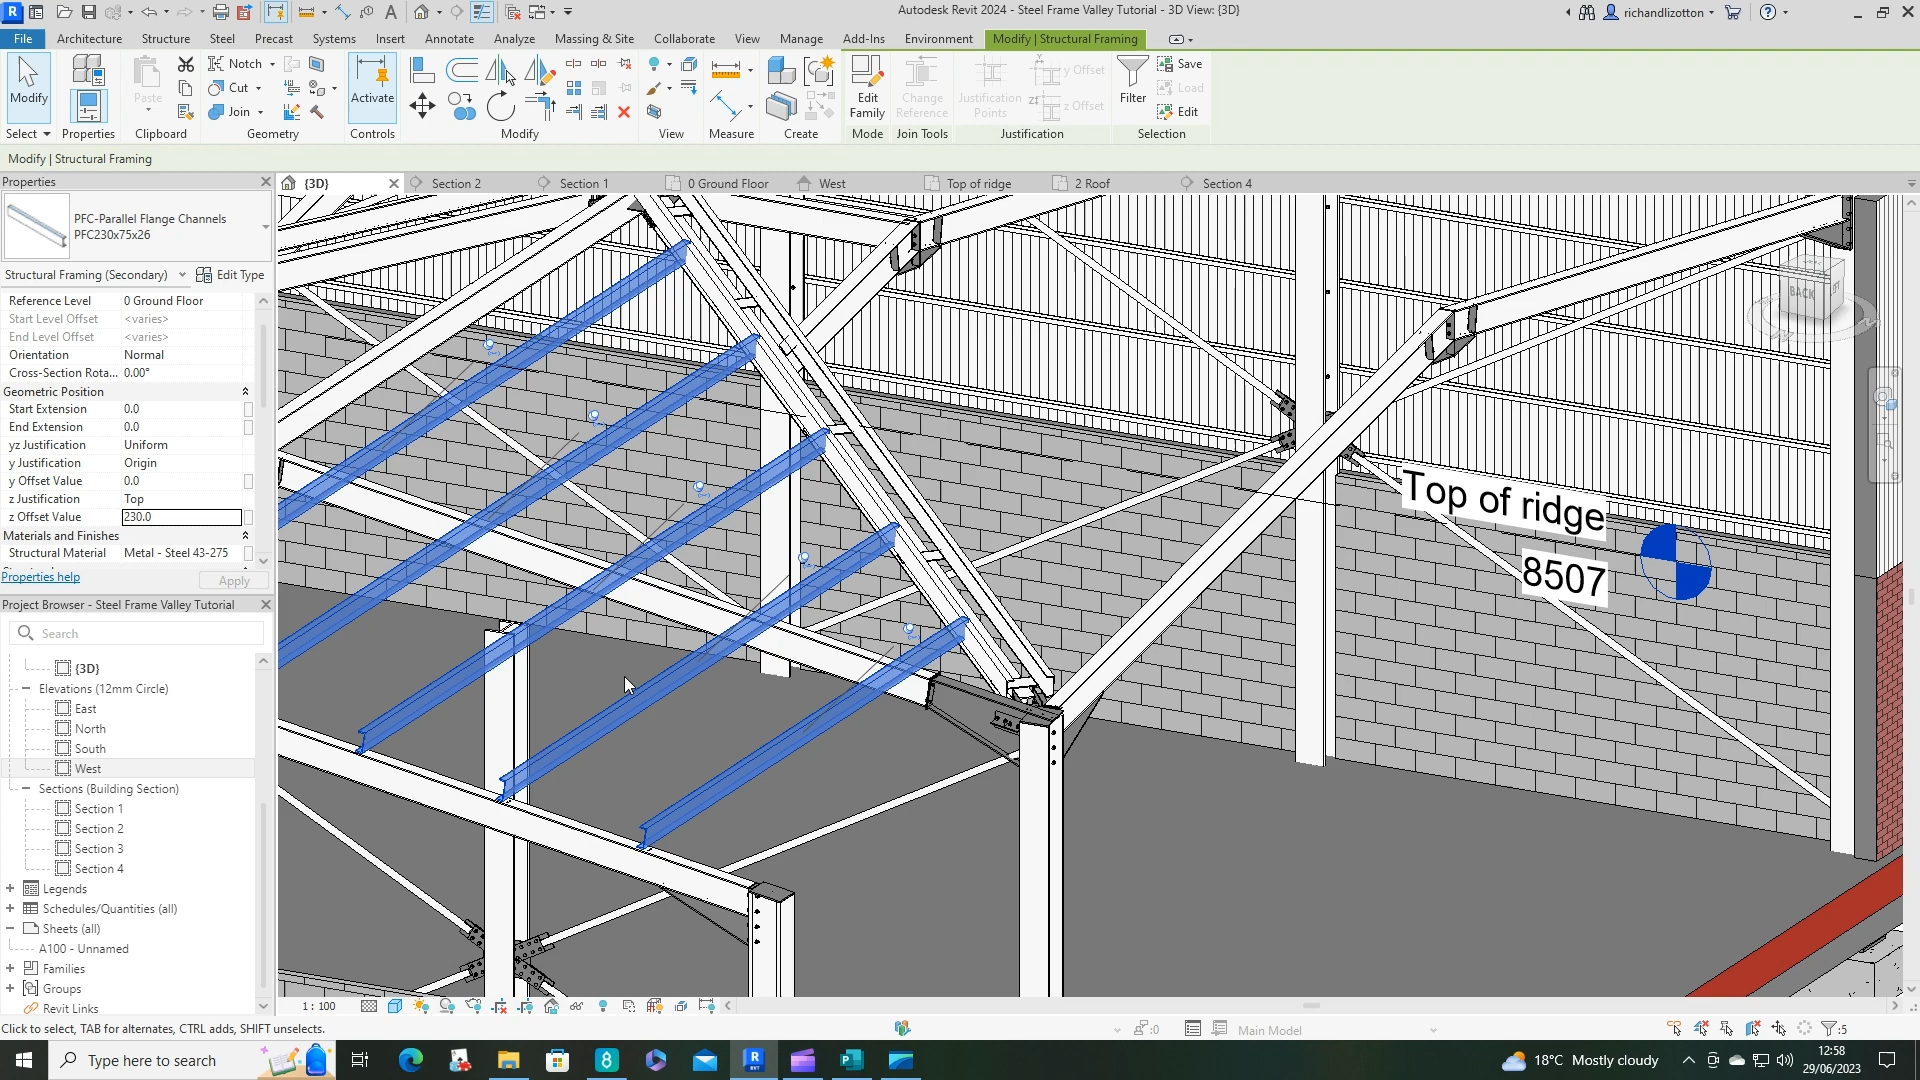 Autodesk Revit 2024 - Steel Frame Valley Tutorial - 3D View: {3D}
richandlizotton
File Architecture Structure Steel Precast Systems Insert Annotate Analyze Massing & Site Collaborate View Manage Add-Ins Environment Modify | Structural Framing
Modify
Paste
Notch
Cut
Join
Activate
Edit
Family
Change
Reference
Justification
Points
y Offset
z Offset
Filter
Save
Load
Edit
Select Properties Clipboard Geometry Controls Modify View Measure Create Mode Join Tools Justification Selection
Modify | Structural Framing
Properties
{3D} Section 2 Section 1 0 Ground Floor West Top of ridge 2 Roof Section 4
PFC-Parallel Flange Channels
PFC230x75x26
Structural Framing (Secondary) Edit Type
Reference Level 0 Ground Floor
Start Level Offset <varies>
End Level Offset <varies>
Orientation Normal
Cross-Section Rota... 0.00°
Geometric Position
Start Extension 0.0
End Extension 0.0
yz Justification Uniform
y Justification Origin
y Offset Value 0.0
z Justification Top
z Offset Value 230.0
Materials and Finishes
Structural Material Metal - Steel 43-275
Properties help Apply
Project Browser - Steel Frame Valley Tutorial
Search
{3D}
Elevations (12mm Circle)
East
North
South
West
Sections (Building Section)
Section 1
Section 2
Section 3
Section 4
Legends
Schedules/Quantities (all)
Sheets (all)
A100 - Unnamed
Families
Groups
Revit Links
Top of ridge
8507
BACK
1 : 100
Click to select, TAB for alternates, CTRL adds, SHIFT unselects.
:0
Main Model
:5
Type here to search
18°C Mostly cloudy
12:58
29/06/2023